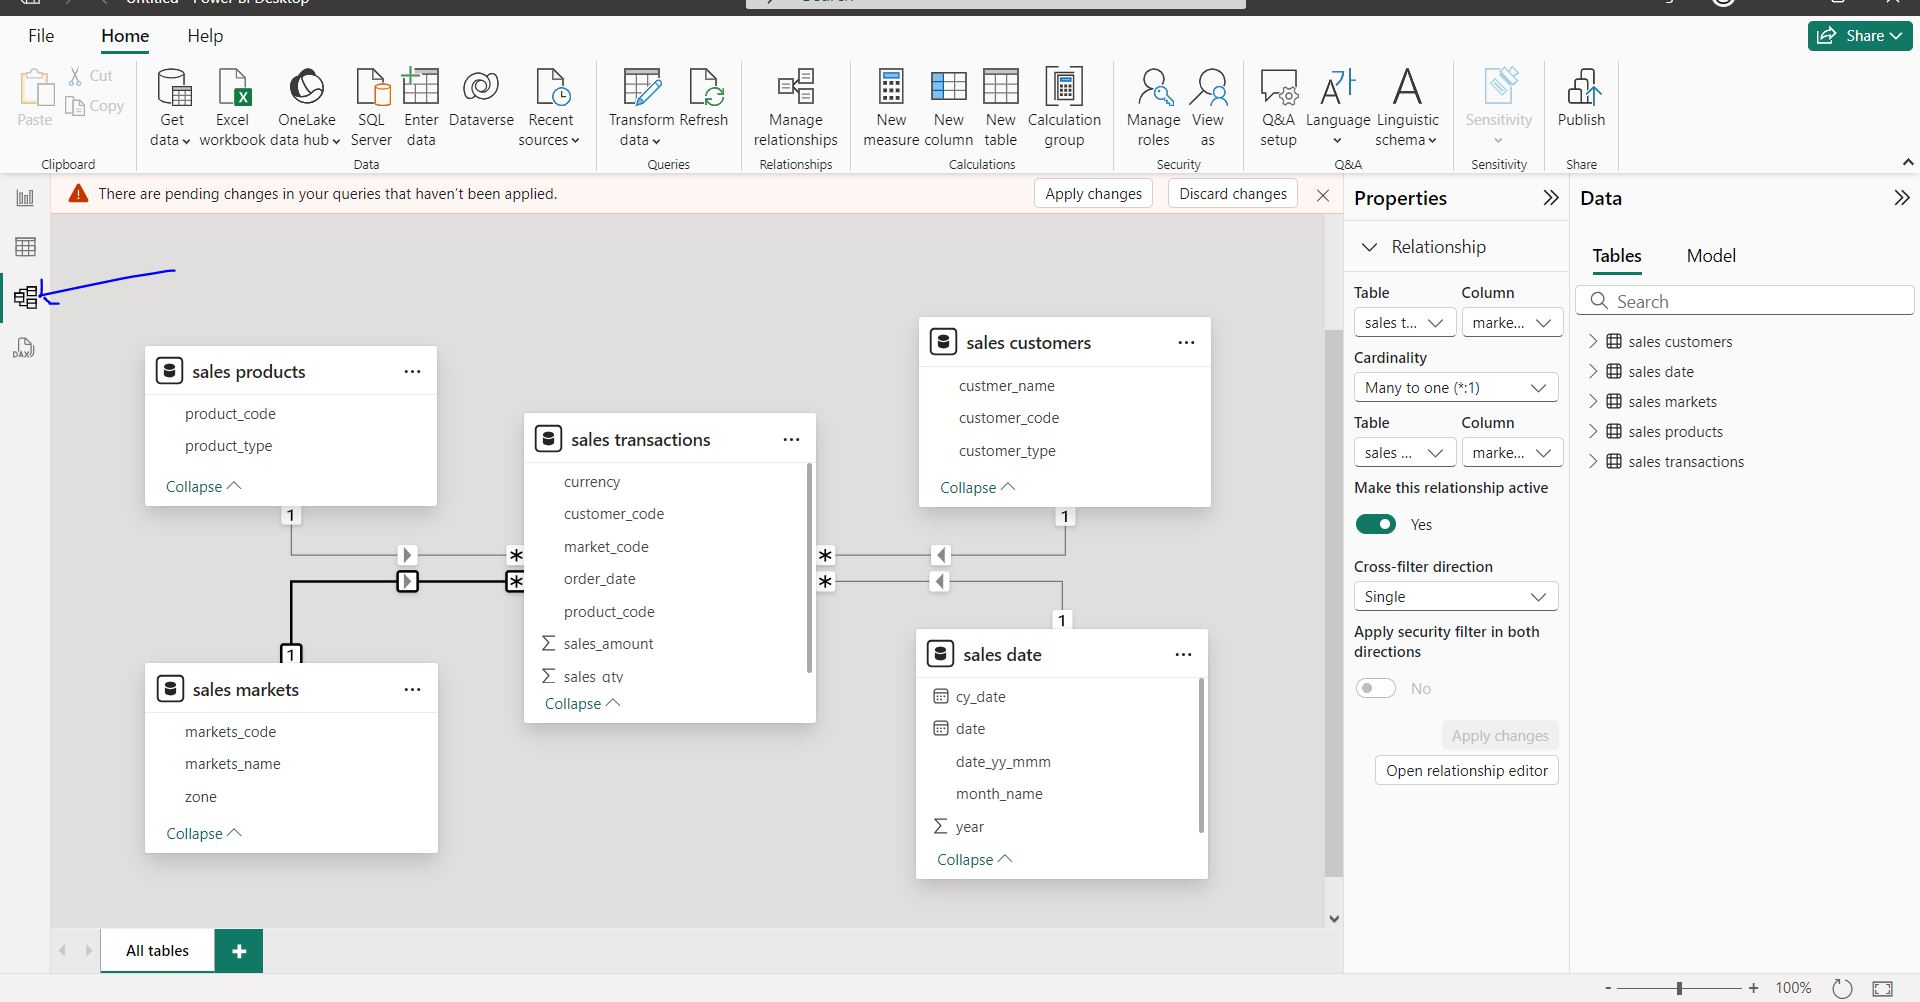 File Home Help
Share
Paste
Cut
Copy
Clipboard
Get data
Excel workbook
OneLake data hub
SQL Server
Enter data
Dataverse
Recent sources
Data
Transform data
Refresh
Queries
Manage relationships
Relationships
New measure
New column
New table
Calculation group
Calculations
Manage roles
View as
Security
Q&A setup
Language
Linguistic schema
Q&A
Sensitivity
Sensitivity
Publish
Share
There are pending changes in your queries that haven't been applied.
Apply changes
Discard changes
DAX
sales products
product_code
product_type
Collapse
1
*
sales markets
markets_code
markets_name
zone
Collapse
1
*
sales transactions
currency
customer_code
market_code
order_date
product_code
∑ sales_amount
∑ sales_qty
Collapse
sales customers
custmer_name
customer_code
customer_type
Collapse
1
*
sales date
cy_date
date
date_yy_mmm
month_name
∑ year
Collapse
1
*
All tables
+
Properties
Relationship
Table Column
sales t... marke...
Cardinality
Many to one (*:1)
Table Column
sales ... marke...
Make this relationship active
Yes
Cross-filter direction
Single
Apply security filter in both
directions
No
Apply changes
Open relationship editor
Data
Tables Model
Search
sales customers
sales date
sales markets
sales products
sales transactions
- + 100%